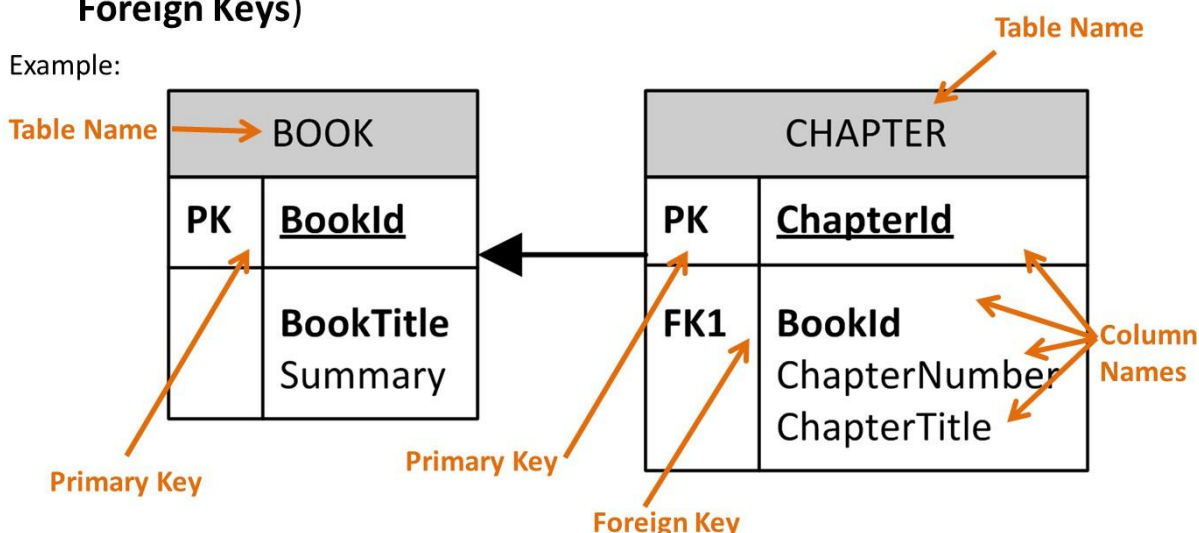 Foreign Keys)
Example:
Table Name
Table Name
BOOK
PK BookId
BookTitle
Summary
Primary Key
CHAPTER
PK ChapterId
FK1 BookId
ChapterNumber
ChapterTitle
Column
Names
Primary Key
Foreign Key